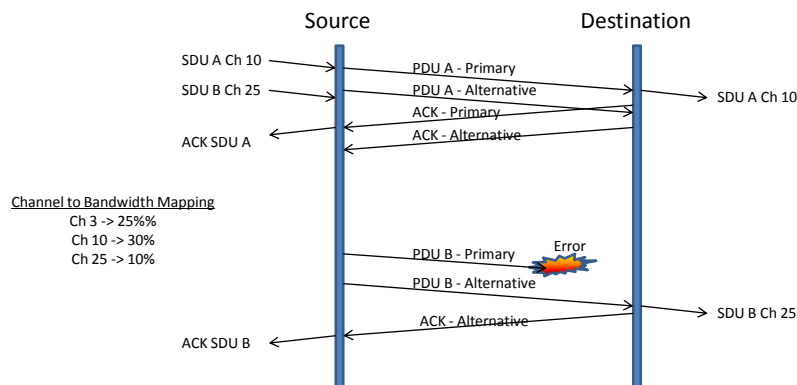 Source
Destination
SDU A Ch 10
PDU A - Primary
SDU B Ch 25
PDU A - Alternative
SDU A Ch 10
ACK - Primary
ACK SDU A
ACK - Alternative
Channel to Bandwidth Mapping
Ch 3 -> 25%%
Ch 10 -> 30%
Ch 25 -> 10%
Error
PDU B - Primary
PDU B - Alternative
SDU B Ch 25
ACK - Alternative
ACK SDU B